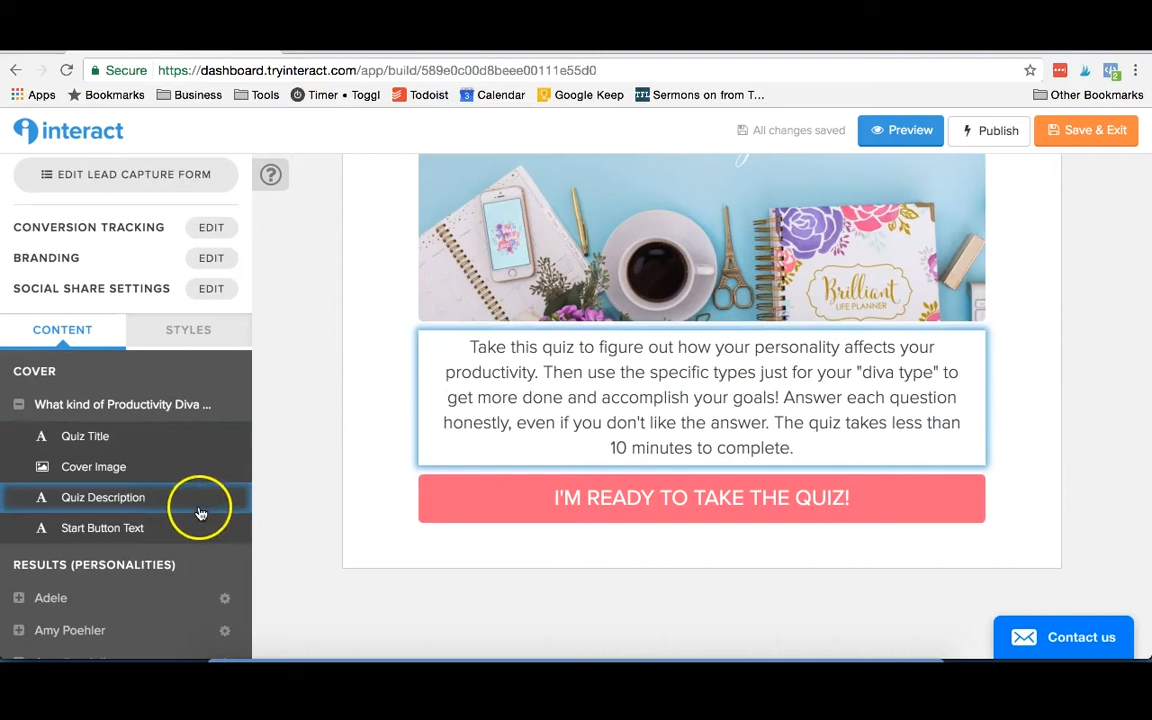 Secure https://dashboard.tryinteract.com/app/build/589e0c00d8beee00111e55d0
2
Apps Bookmarks Business Tools Timer • Toggl Todoist 3 Calendar Google Keep TFL Sermons on from T... Other Bookmarks
interact
All changes saved Preview Publish Save & Exit
EDIT LEAD CAPTURE FORM
?
CONVERSION TRACKING EDIT
BRANDING EDIT
SOCIAL SHARE SETTINGS EDIT
CONTENT STYLES
COVER
What kind of Productivity Diva ...
A Quiz Title
Cover Image
A Quiz Description
A Start Button Text
RESULTS (PERSONALITIES)
Adele
Amy Poehler
Brilliant
LIFE PLANNER
Take this quiz to figure out how your personality affects your
productivity. Then use the specific types just for your "diva type" to
get more done and accomplish your goals! Answer each question
honestly, even if you don't like the answer. The quiz takes less than
10 minutes to complete.
I'M READY TO TAKE THE QUIZ!
Contact us